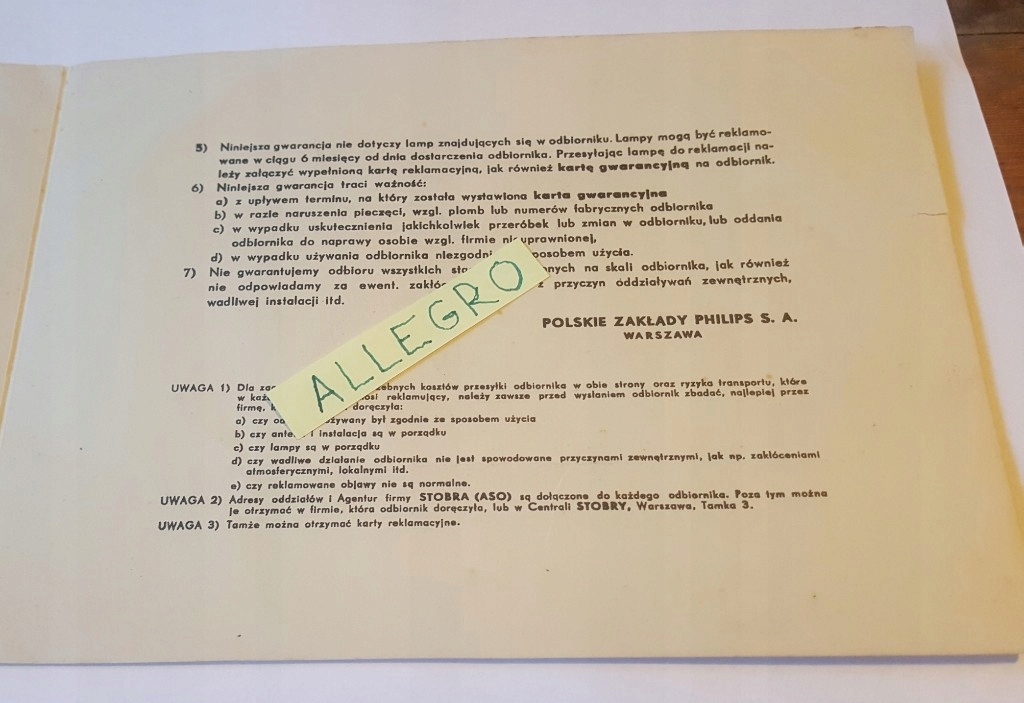 5) Niniejsza gwarancja nie dotyczy lamp znajdujących się w odbiorniku. Lampy mogą być reklamo-
wane w ciągu 6 miesięcy od dnia dostarczenia odbiornika. Przesyłając lampę do reklamacji na-
leży załączyć wypełnioną kartę reklamacyjną, jak również kartę gwarancyjną na odbiornik.
6) Niniejsza gwarancja traci ważność:
a) z upływem terminu, na który została wystawiona karta gwarancyjna
b) w razie naruszenia pieczęci, wzgl. plomb lub numerów fabrycznych odbiornika
c) w wypadku uskutecznienia jakichkolwiek przeróbek lub zmian w odbiorniku, lub oddania
odbiornika do naprawy osobie wzgl. firmie nieuprawnionej,
d) w wypadku używania odbiornika niezgodnie sposobem użycia.
7) Nie gwarantujemy odbioru wszystkich na skali odbiornika, jak również
nie odpowiadamy za ewent. z przyczyn oddziaływań zewnętrznych,
wadliwej instalacji itd.
POLSKIE ZAKŁADY PHILIPS S. A.
WARSZAWA
ALLEGRO
UWAGA 1) Dla kosztów przesyłki odbiornika w obie strony oraz ryzyka transportu, które
w reklamujący, należy zawsze przed wysłaniem odbiornik zbadać, najlepiej przez
firmę, doręczyła:
a) czy używany był zgodnie ze sposobem użycia
b) czy i instalacja są w porządku
c) czy lampy są w porządku
d) czy wadliwe działanie odbiornika nie jest spowodowane przyczynami zewnętrznymi, jak np. zakłóceniami
atmosferycznymi, lokalnymi itd.
e) czy reklamowane objawy nie są normalne.
UWAGA 2) Adresy oddziałów i Agentur firmy STOBRA (ASO) są dołączone do każdego odbiornika. Poza tym można
je otrzymać w firmie, która odbiornik doręczyła, lub w Centrali STOBRY, Warszawa, Tamka 3.
UWAGA 3) Tamże można otrzymać karty reklamacyjne.